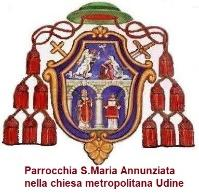 Parrocchia S.Maria Annunziata
nella chiesa metropolitana Udine